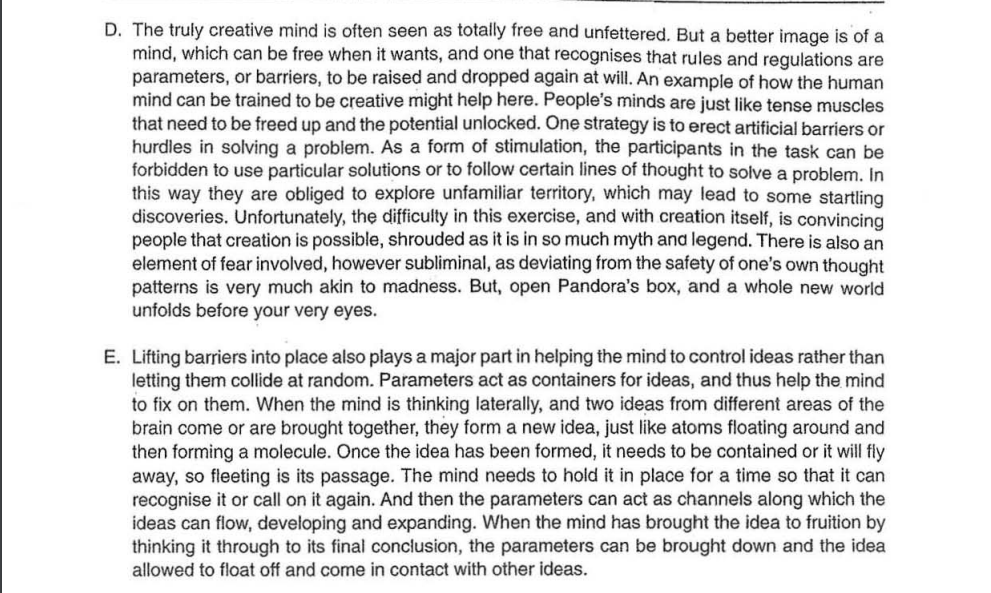 D. The truly creative mind is often seen as totally free and unfettered. But a better image is of a
mind, which can be free when it wants, and one that recognises that rules and regulations are
parameters, or barriers, to be raised and dropped again at will. An example of how the human
mind can be trained to be creative might help here. People's minds are just like tense muscles
that need to be freed up and the potential unlocked. One strategy is to erect artificial barriers or
hurdles in solving a problem. As a form of stimulation, the participants in the task can be
forbidden to use particular solutions or to follow certain lines of thought to solve a problem. In
this way they are obliged to explore unfamiliar territory, which may lead to some startling
discoveries. Unfortunately, the difficulty in this exercise, and with creation itself, is convincing
people that creation is possible, shrouded as it is in so much myth and legend. There is also an
element of fear involved, however subliminal, as deviating from the safety of one's own thought
patterns is very much akin to madness. But, open Pandora's box, and a whole new world
unfolds before your very eyes.
E. Lifting barriers into place also plays a major part in helping the mind to control ideas rather than
letting them collide at random. Parameters act as containers for ideas, and thus help the mind
to fix on them. When the mind is thinking laterally, and two ideas from different areas of the
brain come or are brought together, they form a new idea, just like atoms floating around and
then forming a molecule. Once the idea has been formed, it needs to be contained or it will fly
away, so fleeting is its passage. The mind needs to hold it in place for a time so that it can
recognise it or call on it again. And then the parameters can act as channels along which the
ideas can flow, developing and expanding. When the mind has brought the idea to fruition by
thinking it through to its final conclusion, the parameters can be brought down and the idea
allowed to float off and come in contact with other ideas.